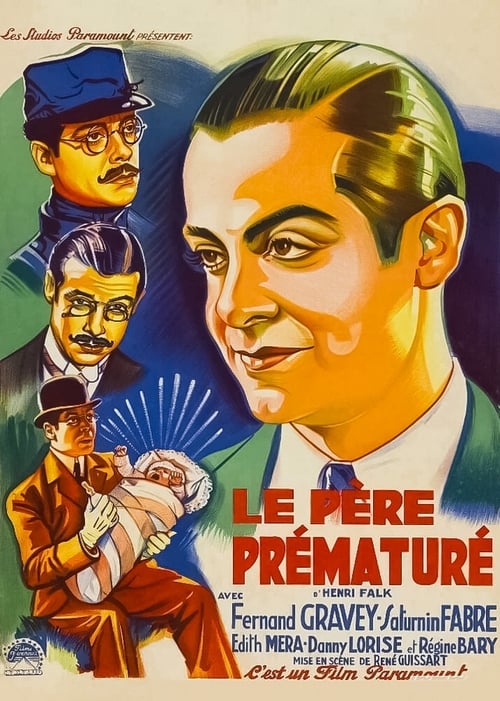 Les Studios Paramount PRÉSENTENT:
LE PÈRE
PRÉMATURÉ
AVEC D'HENRI FALK
Fernand GRAVEY-Saturnin FABRE
Edith MERA-Danny LORISE et Régine BARY
MISE EN SCÈNE DE RENÉ GUISSART
C'est un Film Paramount